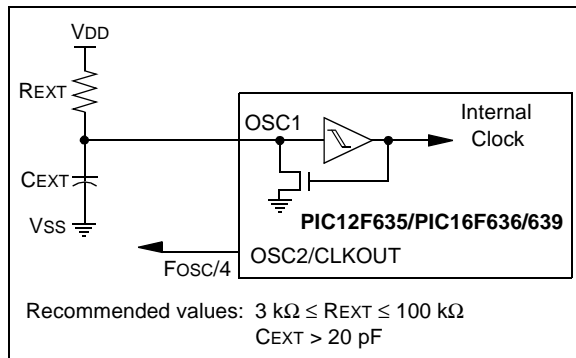 VDD
REXT
OSC1
Internal
Clock
CEXT
PIC12F635/PIC16F636/639
VSS
OSC2/CLKOUT
FOSC/4
Recommended values: 3 kΩ ≤ REXT ≤ 100 kΩ
CEXT > 20 pF